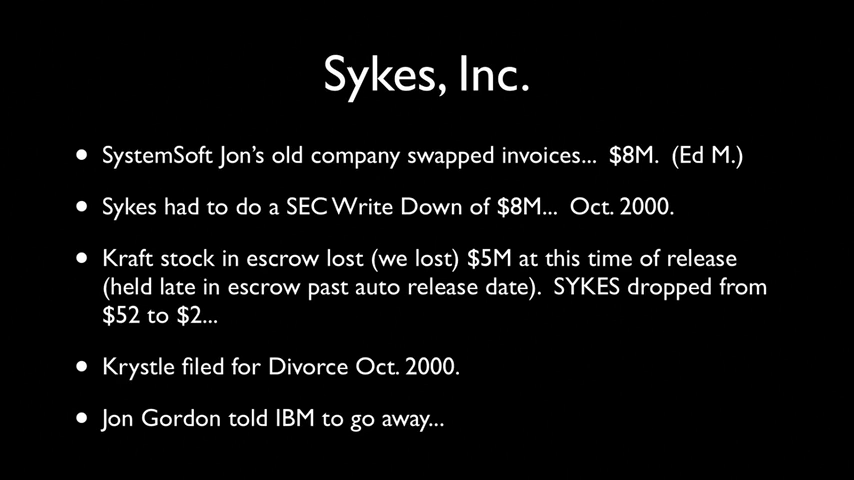 Sykes, Inc.
• SystemSoft Jon's old company swapped invoices... $8M. (Ed M.)
• Sykes had to do a SEC Write Down of $8M... Oct. 2000.
• Kraft stock in escrow lost (we lost) $5M at this time of release
(held late in escrow past auto release date). SYKES dropped from
$52 to $2...
• Krystle filed for Divorce Oct. 2000.
• Jon Gordon told IBM to go away...